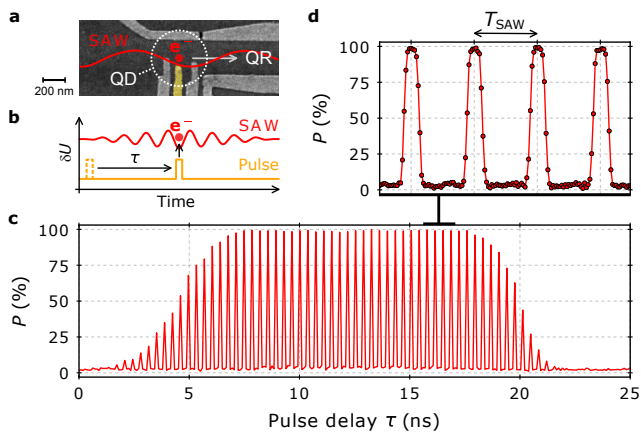 a
SAW
e
QR
QD
200 nm
b
e⁻
SAW
δU
τ
Pulse
Time
d
T_SAW
P (%)
100
75
50
25
0
c
P (%)
100
75
50
25
0
0 5 10 15 20 25
Pulse delay τ (ns)